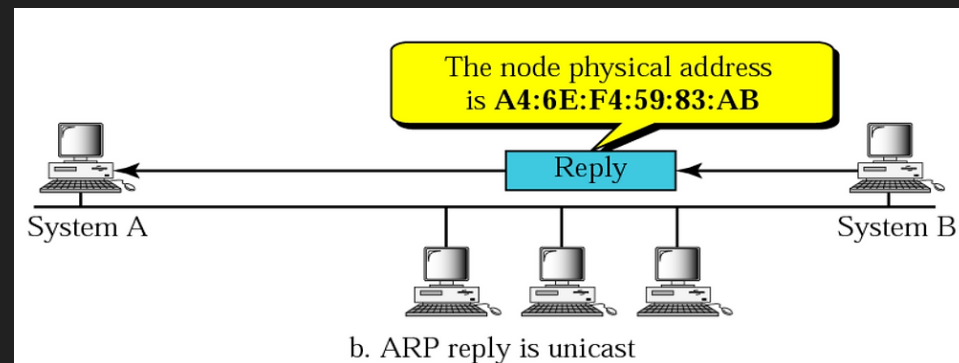 The node physical address
is A4:6E:F4:59:83:AB
Reply
System A
System B
b. ARP reply is unicast